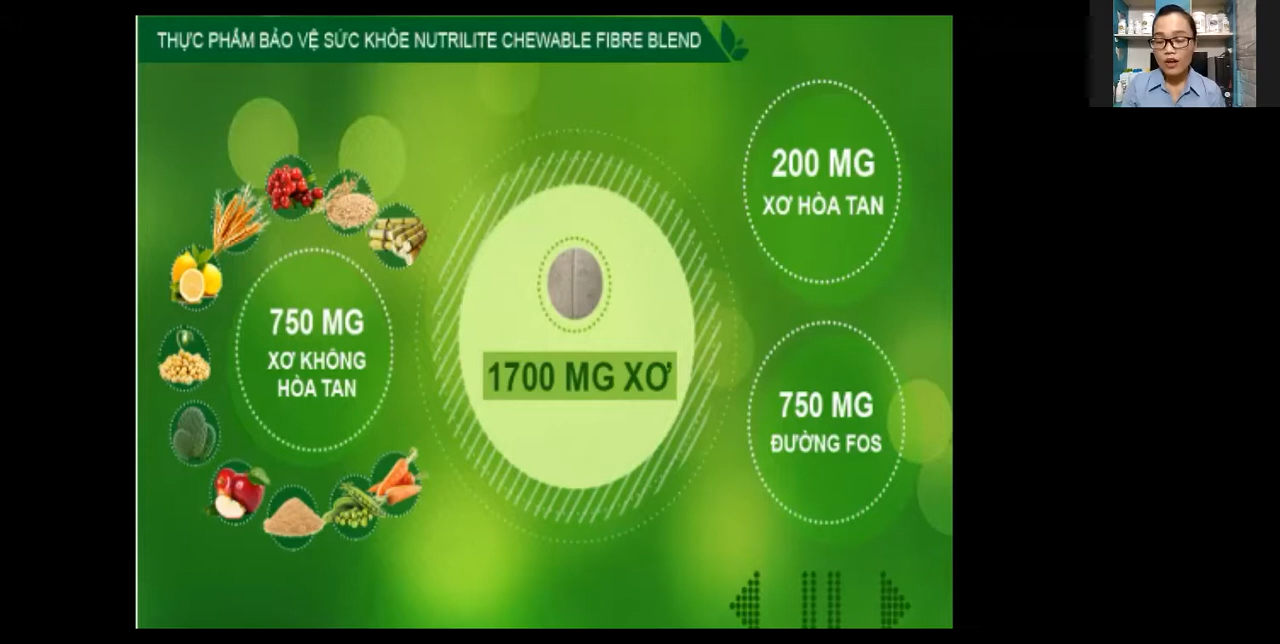 THỰC PHẨM BẢO VỆ SỨC KHỎE NUTRILITE CHEWABLE FIBRE BLEND
750 MG
XƠ KHÔNG
HÒA TAN
1700 MG XƠ
200 MG
XƠ HÒA TAN
750 MG
ĐƯỜNG FOS